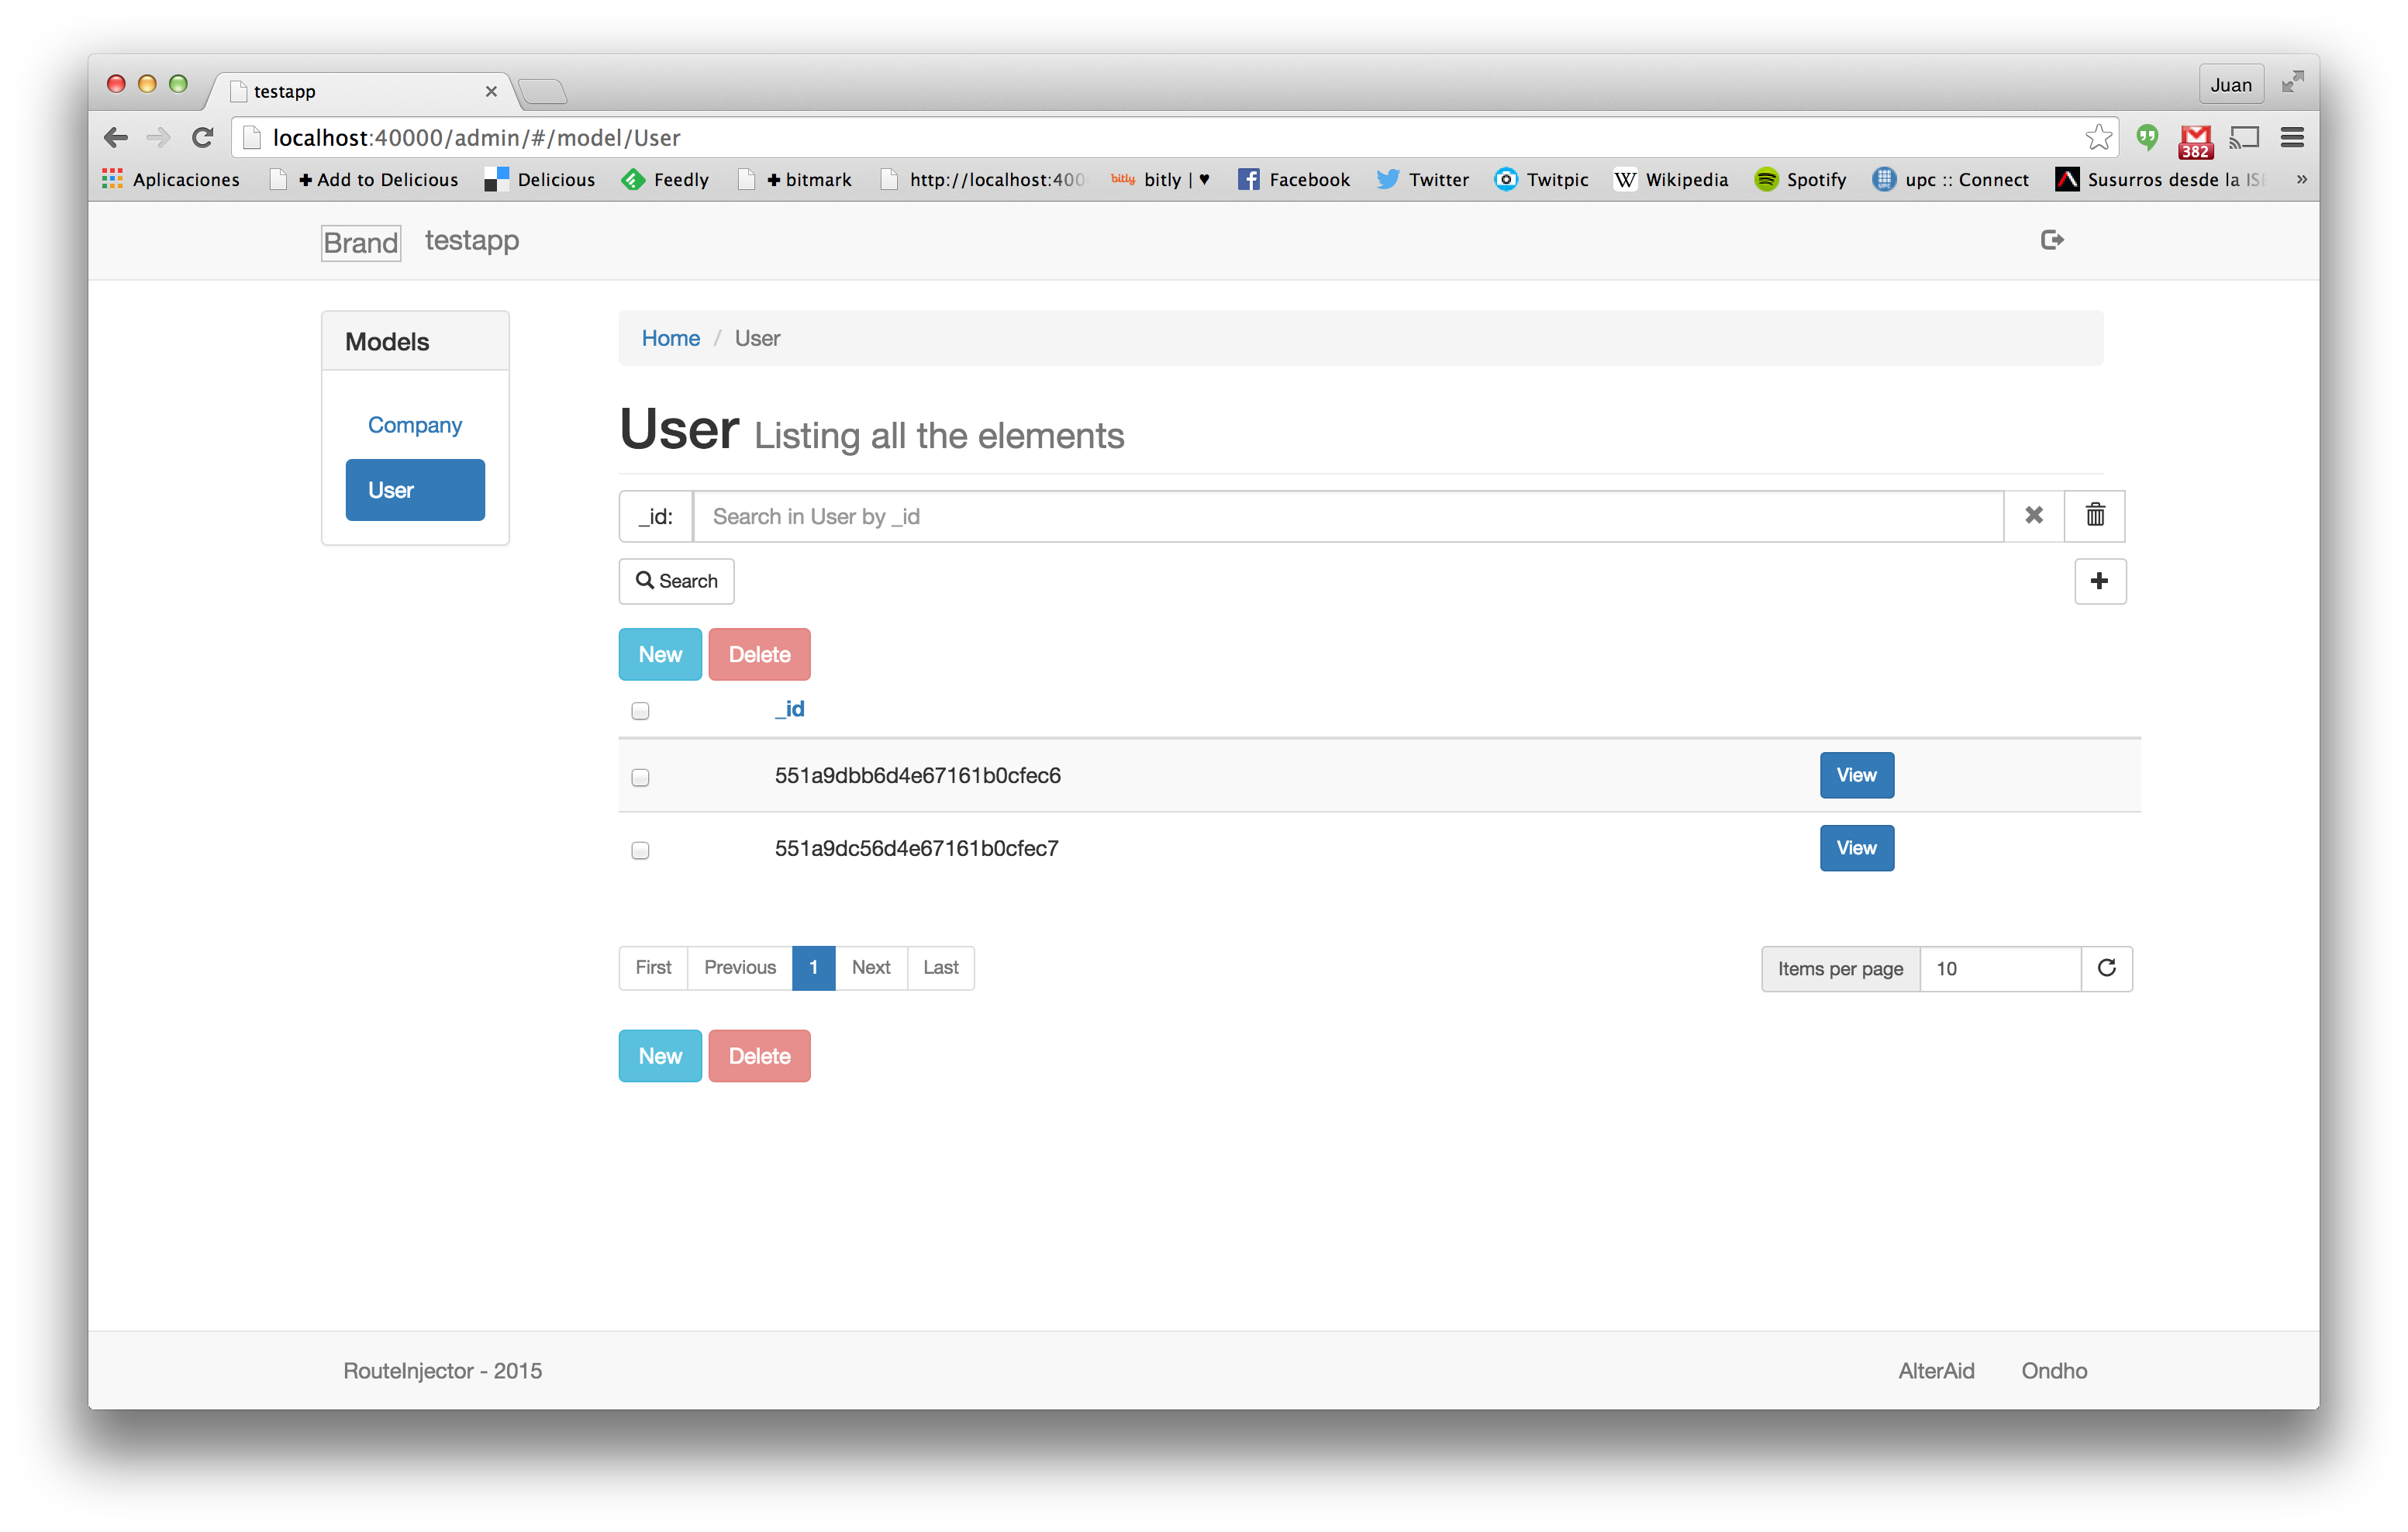 testapp
Juan
localhost:40000/admin/#/model/User
382
Aplicaciones
✚ Add to Delicious
Delicious
Feedly
✚ bitmark
http://localhost:400
bitly bitly | ♥
Facebook
Twitter
Twitpic
W Wikipedia
Spotify
UPC upc :: Connect
Susurros desde la ISE
»
Brand testapp
Models
Company
User
Home / User
User Listing all the elements
_id: Search in User by _id
Search
New Delete
_id
551a9dbb6d4e67161b0cfec6 View
551a9dc56d4e67161b0cfec7 View
First Previous 1 Next Last
Items per page 10
New Delete
RouteInjector - 2015
AlterAid Ondho